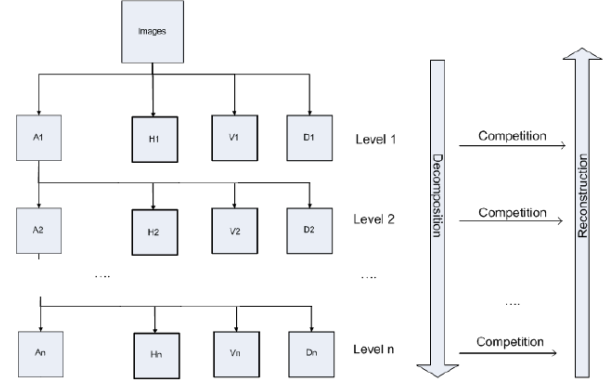 Images
A1 H1 V1 D1 Level 1 Competition
Decomposition
Reconstruction
A2 H2 V2 D2 Level 2 Competition
.... .... ....
An Hn Vn Dn Level n Competition